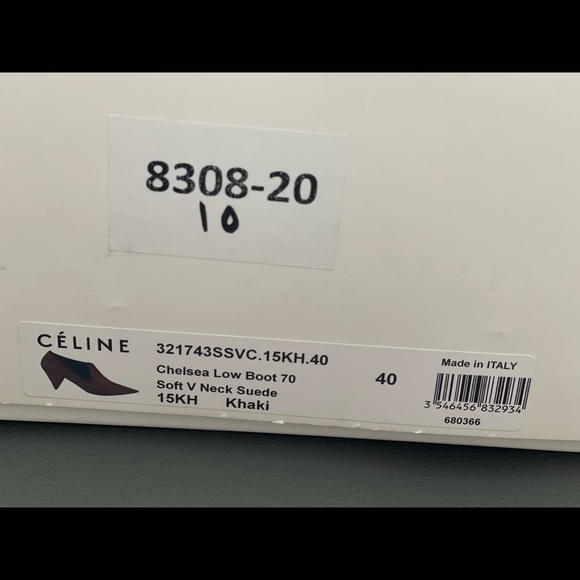 8308-20
١٥
CÉLINE
321743SSVC.15KH.40
Chelsea Low Boot 70
Soft V Neck Suede
15KH Khaki
40
Made in ITALY
3 546456 832934
680366